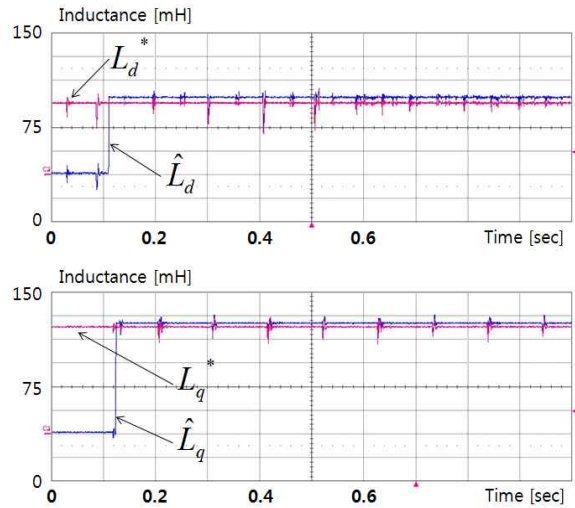 Inductance [mH]
150
L_d^*
75
L̂_d
0
0 0.2 0.4 0.6 Time [sec]
Inductance [mH]
150
L_q^*
75
L̂_q
0
0 0.2 0.4 0.6 Time [sec]